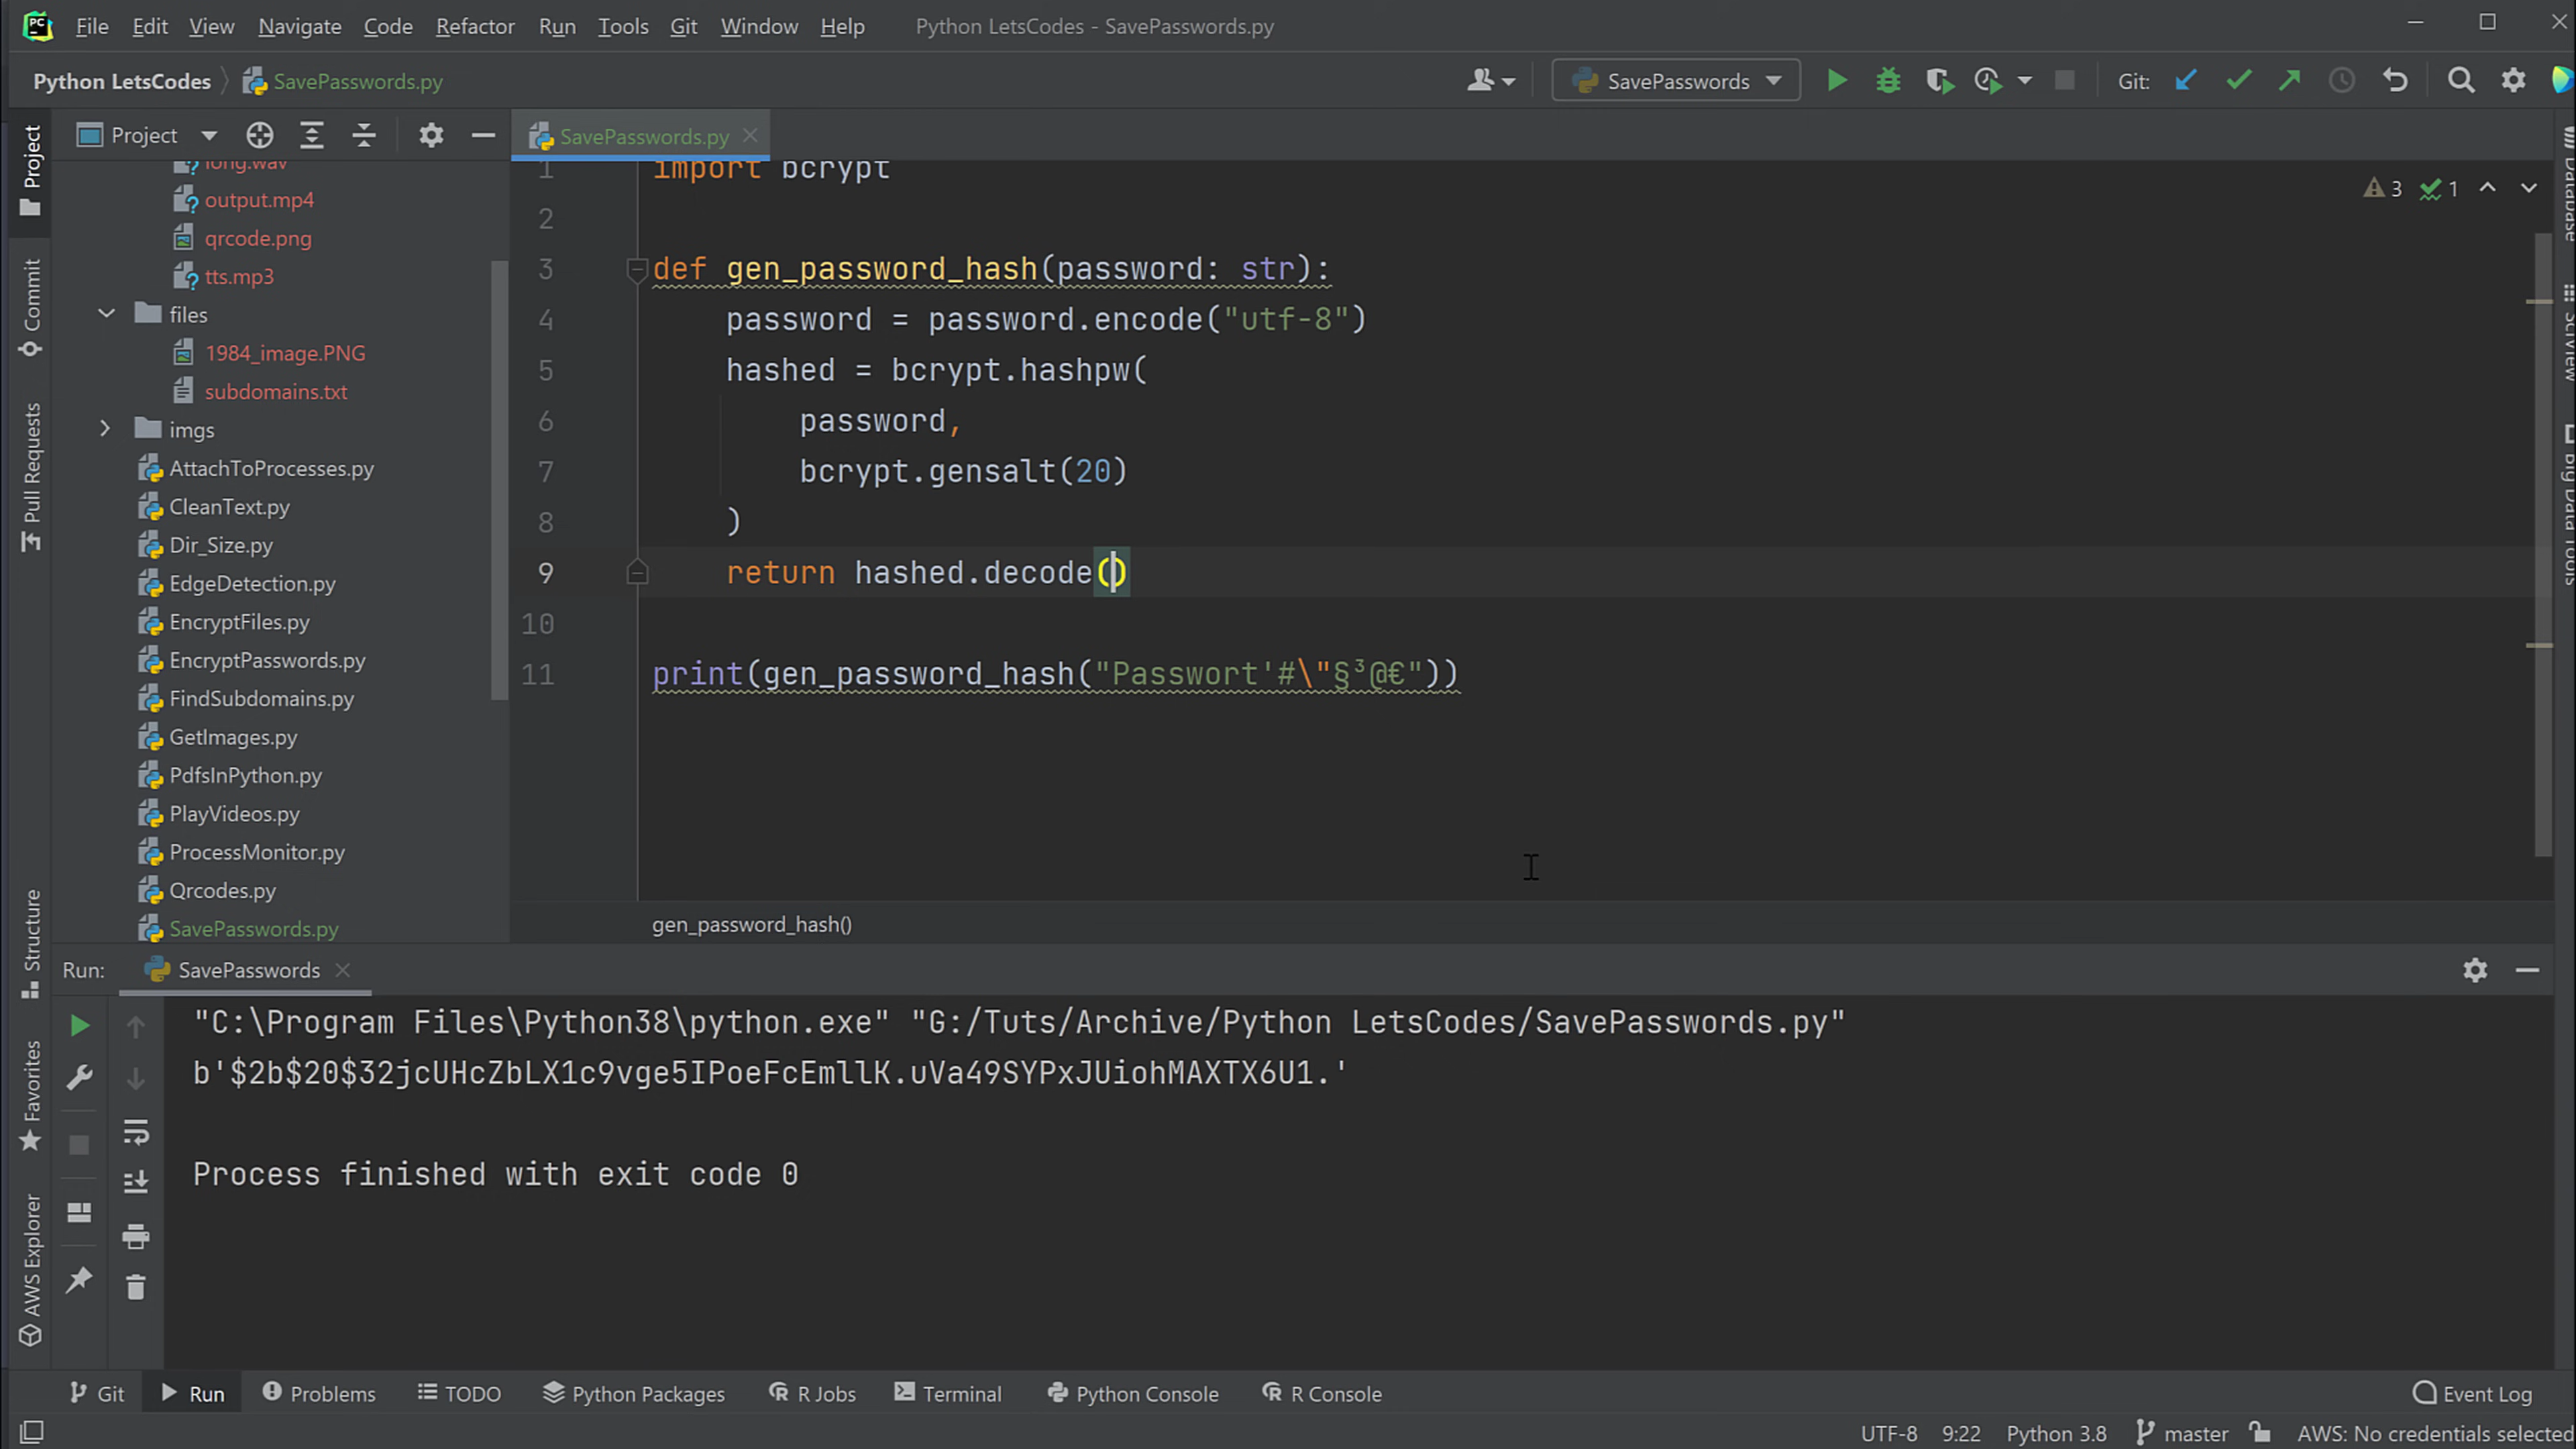 File Edit View Navigate Code Refactor Run Tools Git Window Help Python LetsCodes - SavePasswords.py
Python LetsCodes SavePasswords.py SavePasswords Git:
Project SavePasswords.py
long.wav
output.mp4
qrcode.png
tts.mp3
files
1984_image.PNG
subdomains.txt
imgs
AttachToProcesses.py
CleanText.py
Dir_Size.py
EdgeDetection.py
EncryptFiles.py
EncryptPasswords.py
FindSubdomains.py
GetImages.py
PdfsInPython.py
PlayVideos.py
ProcessMonitor.py
Qrcodes.py
SavePasswords.py
Project
Commit
Pull Requests
Structure
Favorites
AWS Explorer
1 import bcrypt
2
3 def gen_password_hash(password: str):
4 password = password.encode("utf-8")
5 hashed = bcrypt.hashpw(
6 password,
7 bcrypt.gensalt(20)
8 )
9 return hashed.decode()
10
11 print(gen_password_hash("Passwort'#\"§³@€"))
3 1
Database
SciView
Big Data Tools
gen_password_hash()
Run: SavePasswords
"C:\Program Files\Python38\python.exe" "G:/Tuts/Archive/Python LetsCodes/SavePasswords.py"
b'$2b$20$32jcUHcZbLX1c9vge5IPoeFcEmllK.uVa49SYPxJUiohMAXTX6U1.'
Process finished with exit code 0
Git Run Problems TODO Python Packages R Jobs Terminal Python Console R Console Event Log
UTF-8 9:22 Python 3.8 master AWS: No credentials selected